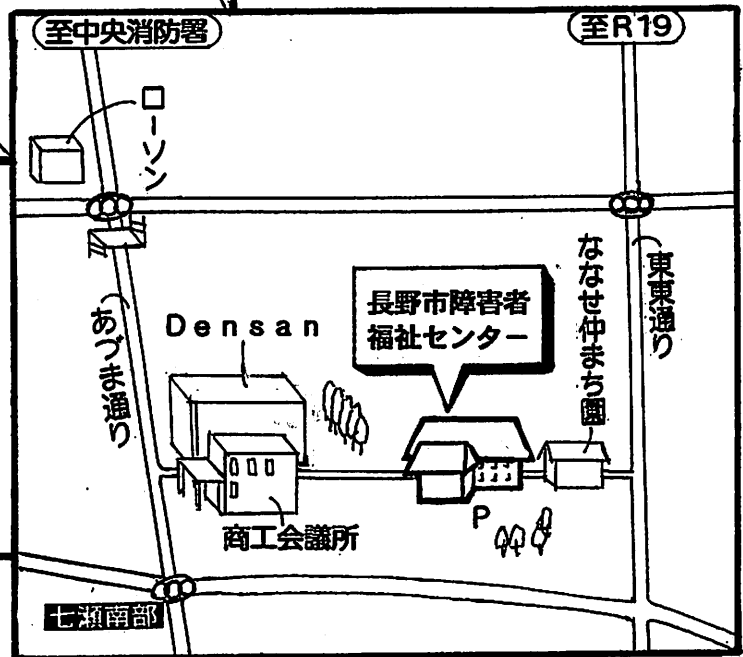 至中央消防署
至R19
ローソン
東東通り
ななせ仲まち園
長野市障害者
福祉センター
あづま通り
Densan
P
商工会議所
七瀬南部